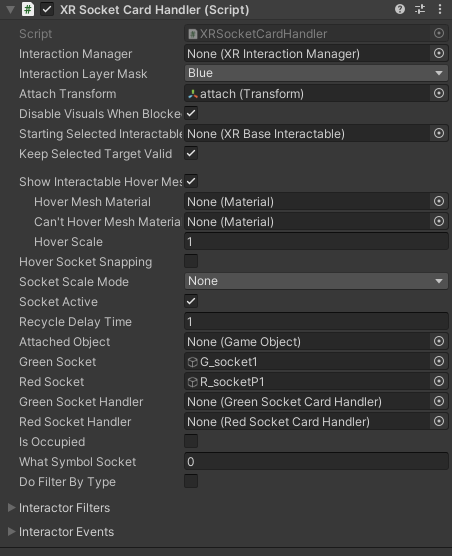 XR Socket Card Handler (Script)
Script XRSocketCardHandler
Interaction Manager None (XR Interaction Manager)
Interaction Layer Mask Blue
Attach Transform attach (Transform)
Disable Visuals When Blocke
Starting Selected Interactable None (XR Base Interactable)
Keep Selected Target Valid
Show Interactable Hover Mes
Hover Mesh Material None (Material)
Can't Hover Mesh Materia None (Material)
Hover Scale 1
Hover Socket Snapping
Socket Scale Mode None
Socket Active
Recycle Delay Time 1
Attached Object None (Game Object)
Green Socket G_socket1
Red Socket R_socketP1
Green Socket Handler None (Green Socket Card Handler)
Red Socket Handler None (Red Socket Card Handler)
Is Occupied
What Symbol Socket 0
Do Filter By Type
Interactor Filters
Interactor Events